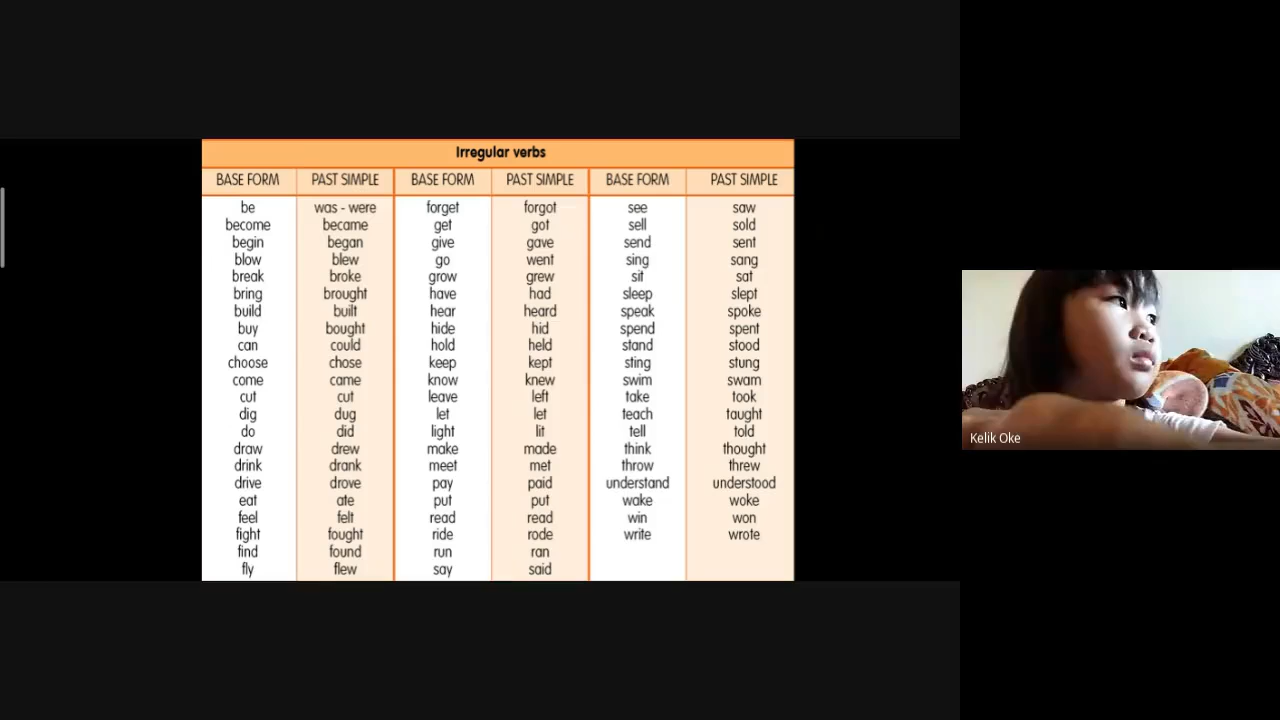 Irregular verbs
BASE FORM PAST SIMPLE BASE FORM PAST SIMPLE BASE FORM PAST SIMPLE
be was - were forget forgot see saw
become became get got sell sold
begin began give gave send sent
blow blew go went sing sang
break broke grow grew sit sat
bring brought have had sleep slept
build built hear heard speak spoke
buy bought hide hid spend spent
can could hold held stand stood
choose chose keep kept sting stung
come came know knew swim swam
cut cut leave left take took
dig dug let let teach taught
do did light lit tell told
draw drew make made think thought
drink drank meet met throw threw
drive drove pay paid understand understood
eat ate put put wake woke
feel felt read read win won
fight fought ride rode write wrote
find found run ran
fly flew say said
Kelik Oke